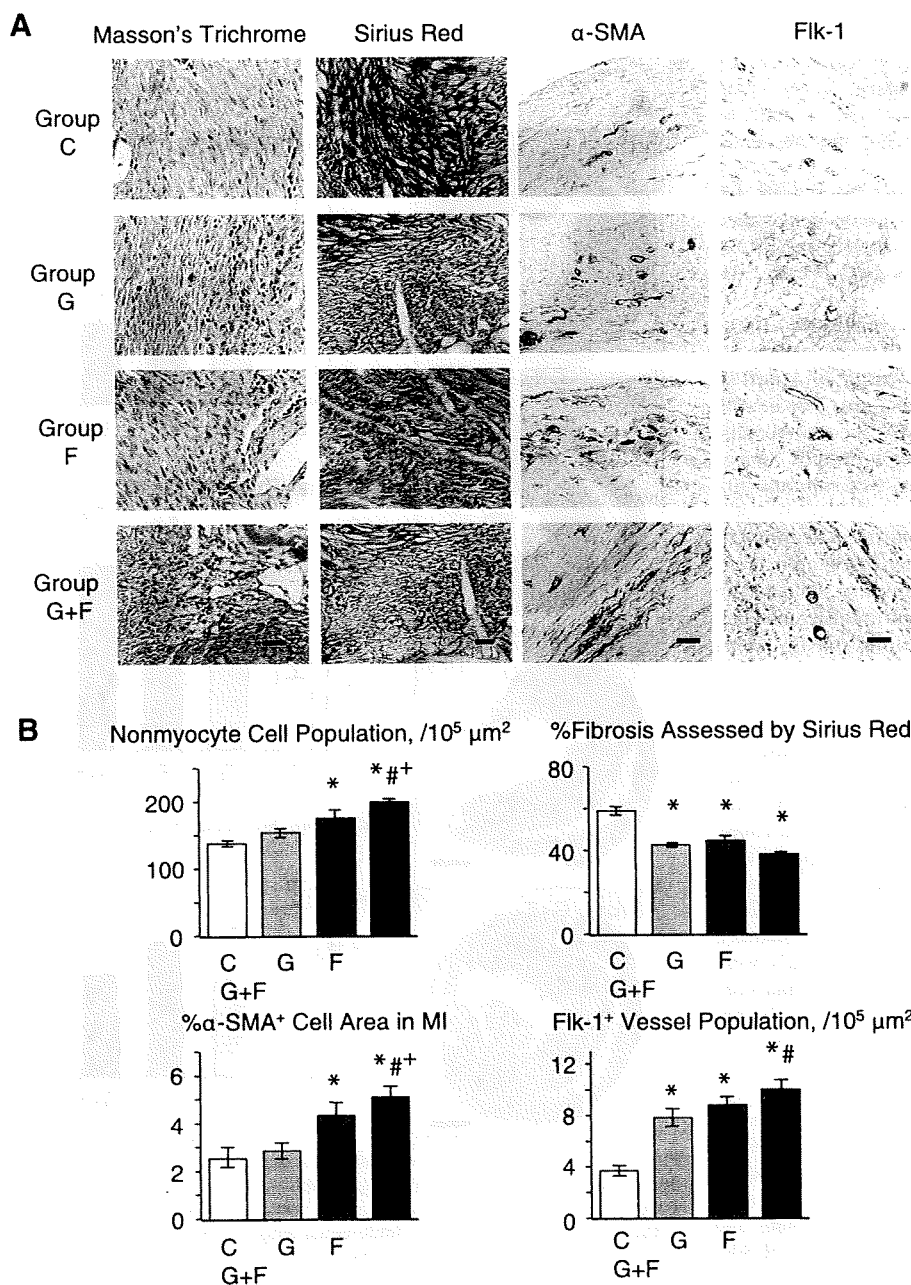 A
Masson's Trichrome Sirius Red α-SMA Flk-1
Group
C
Group
G
Group
F
Group
G+F
B
Nonmyocyte Cell Population, /10⁵ μm²
200
100
0
*
*#+
C G F
G+F
%Fibrosis Assessed by Sirius Red
80
40
0
*
*
*
C G F
G+F
%α-SMA⁺ Cell Area in MI
6
4
2
0
*
*#+
C G F
G+F
Flk-1⁺ Vessel Population, /10⁵ μm²
12
8
4
0
*
*
*#
C G F
G+F